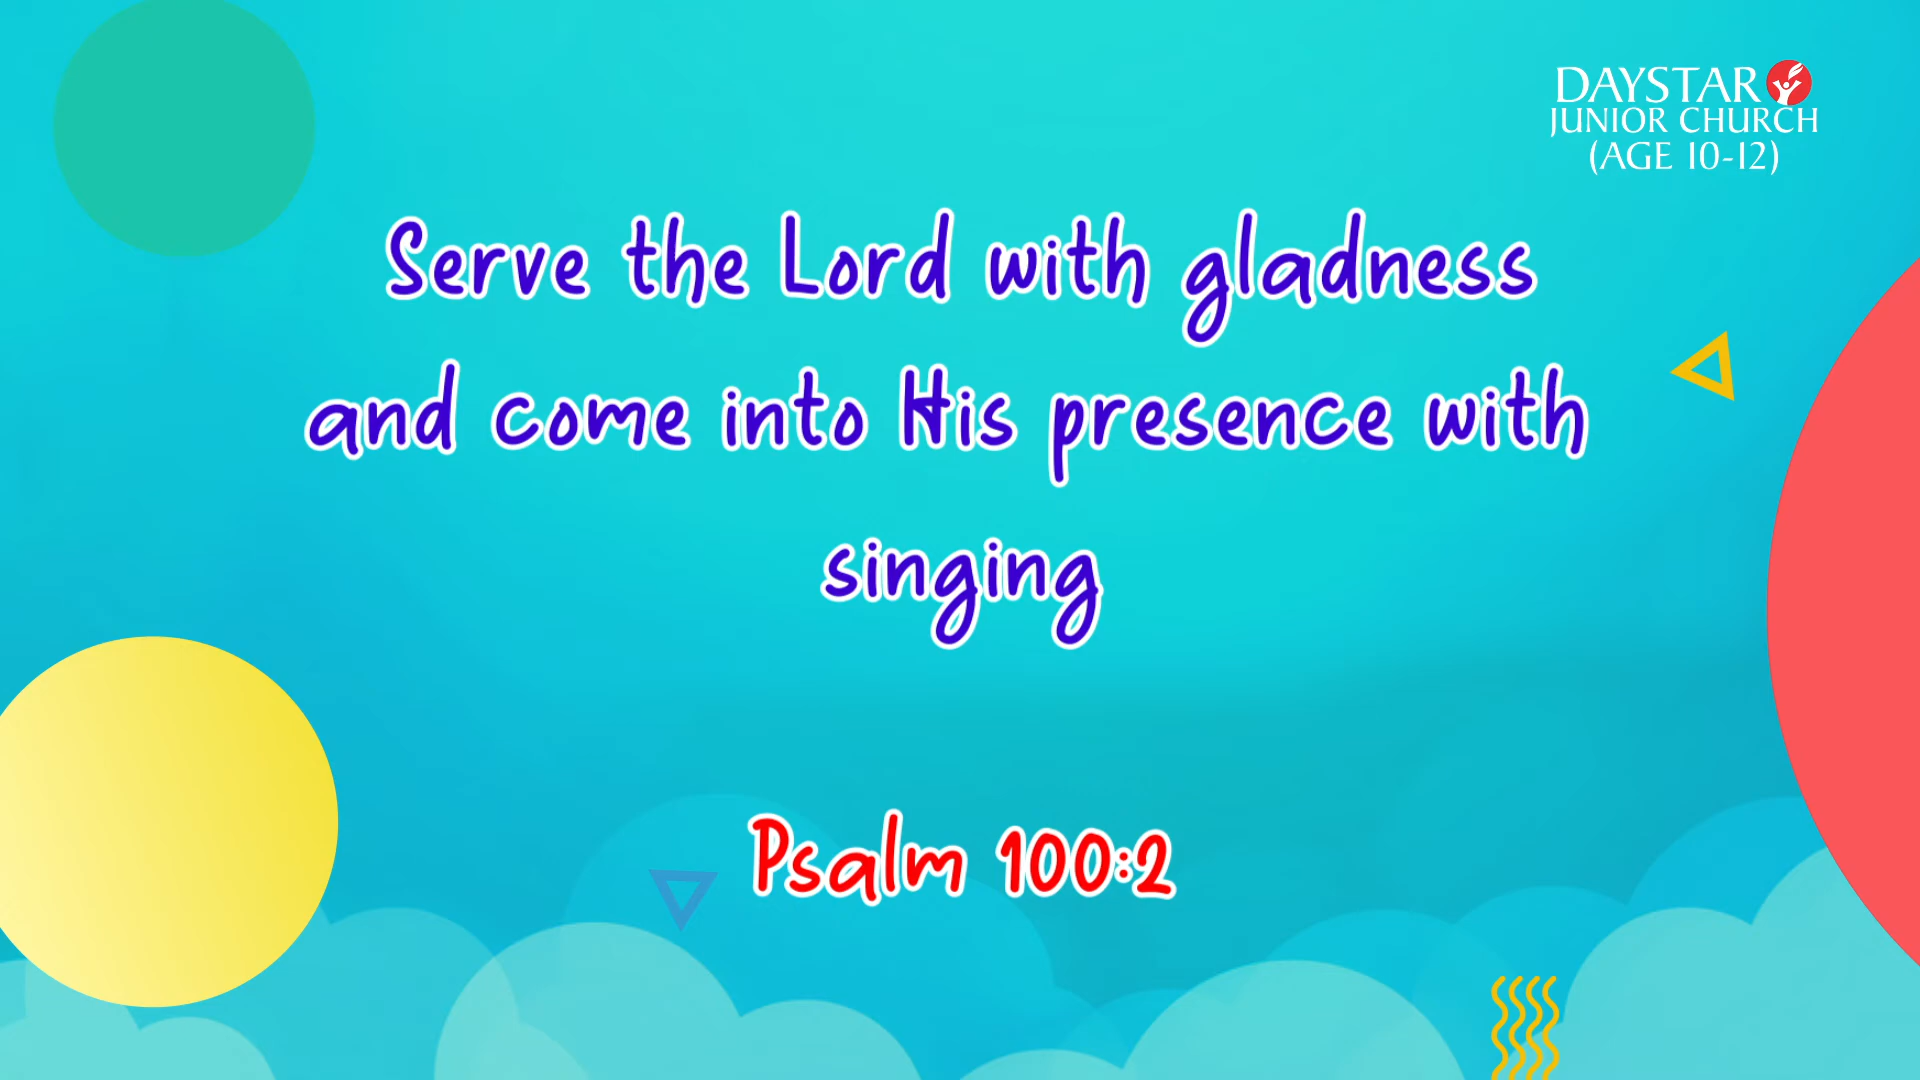 DAYSTAR
JUNIOR CHURCH
(AGE 10-12)
Serve the Lord with gladness
and come into His presence with
singing
Psalm 100:2